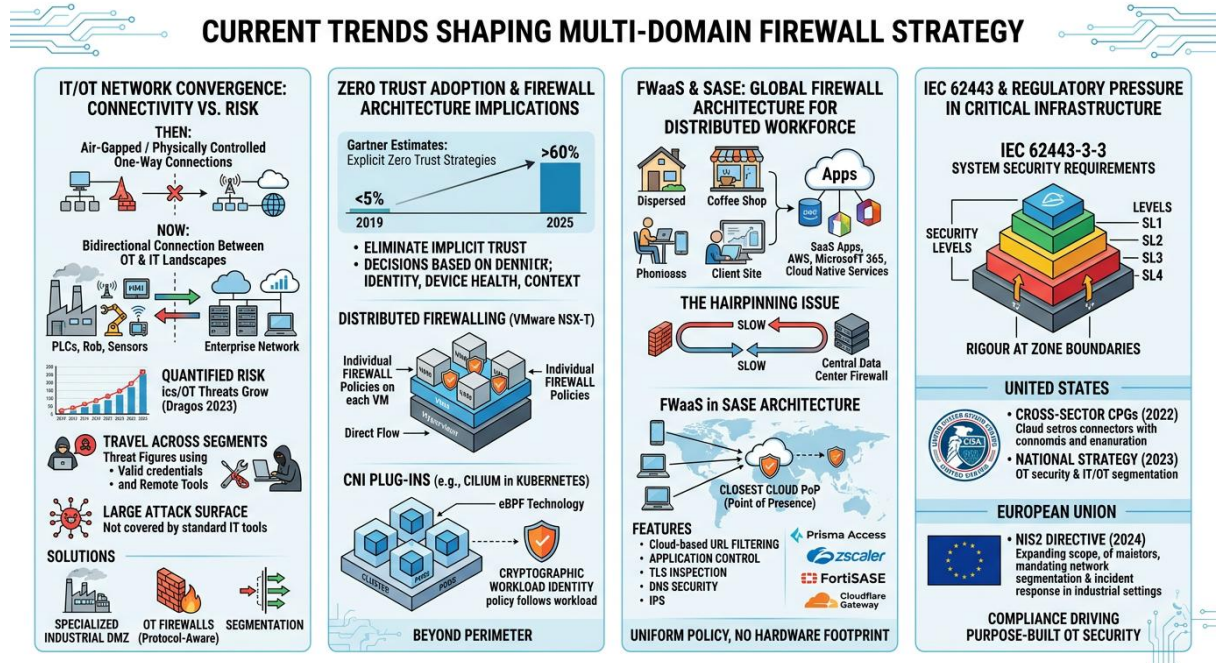 CURRENT TRENDS SHAPING MULTI-DOMAIN FIREWALL STRATEGY
IT/OT NETWORK CONVERGENCE:
CONNECTIVITY VS. RISK
THEN:
Air-Gapped / Physically Controlled
One-Way Connections
NOW:
Bidirectional Connection Between
OT & IT Landscapes
HMI
PLCs, Rob, Sensors
Enterprise Network
QUANTIFIED RISK
ics/OT Threats Grow
(Dragos 2023)
TRAVEL ACROSS SEGMENTS
Threat Figures using
• Valid credentials
• and Remote Tools
LARGE ATTACK SURFACE
Not covered by standard IT tools
SOLUTIONS
SPECIALIZED
INDUSTRIAL DMZ
OT FIREWALLS
(Protocol-Aware)
SEGMENTATION
ZERO TRUST ADOPTION & FIREWALL
ARCHITECTURE IMPLICATIONS
Gartner Estimates:
Explicit Zero Trust Strategies
<5%
2019
>60%
2025
• ELIMINATE IMPLICIT TRUST
• DECISIONS BASED ON
IDENTITY, DEVICE HEALTH, CONTEXT
DISTRIBUTED FIREWALLING (VMware NSX-T)
Individual
FIREWALL
Policies on
each VM
Individual
FIREWALL
Policies
Direct Flow
CNI PLUG-INS (e.g., CILIUM in KUBERNETES)
eBPF Technology
CLUSTER
PODS
CRYPTOGRAPHIC
WORKLOAD IDENTITY
policy follows workload
BEYOND PERIMETER
FWaaS & SASE: GLOBAL FIREWALL
ARCHITECTURE FOR
DISTRIBUTED WORKFORCE
Dispersed
Coffee Shop
Phonioss
Client Site
Apps
SaaS Apps,
AWS, Microsoft 365,
Cloud Native Services
THE HAIRPINNING ISSUE
SLOW
SLOW
Central Data
Center Firewall
FWaaS in SASE ARCHITECTURE
CLOSEST CLOUD PoP
(Point of Presence)
FEATURES
• Cloud-based URL FILTERING
• APPLICATION CONTROL
• TLS INSPECTION
• DNS SECURITY
• IPS
Prisma Access
zscaler
FortiSASE
Cloudflare
Gateway
UNIFORM POLICY, NO HARDWARE FOOTPRINT
IEC 62443 & REGULATORY PRESSURE
IN CRITICAL INFRASTRUCTURE
IEC 62443-3-3
SYSTEM SECURITY REQUIREMENTS
SECURITY
LEVELS
LEVELS
SL1
SL2
SL3
SL4
RIGOUR AT ZONE BOUNDARIES
UNITED STATES
CISA
• CROSS-SECTOR CPGs (2022)
Claud setros connectors with
connomids and enanuration
• NATIONAL STRATEGY (2023)
OT security & IT/OT segmentation
EUROPEAN UNION
• NIS2 DIRECTIVE (2024)
Expanding scope, of maistors,
mandating network
segmentation & incident
response in industrial settings
COMPLIANCE DRIVING
PURPOSE-BUILT OT SECURITY